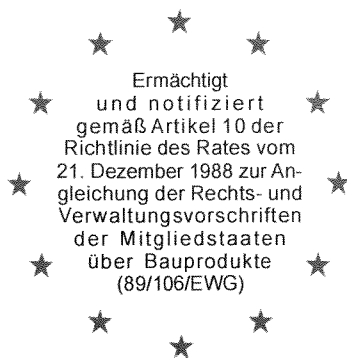 Ermächtigt
und notifiziert
gemäß Artikel 10 der
Richtlinie des Rates vom
21. Dezember 1988 zur An-
gleichung der Rechts- und
Verwaltungsvorschriften
der Mitgliedstaaten
über Bauprodukte
(89/106/EWG)